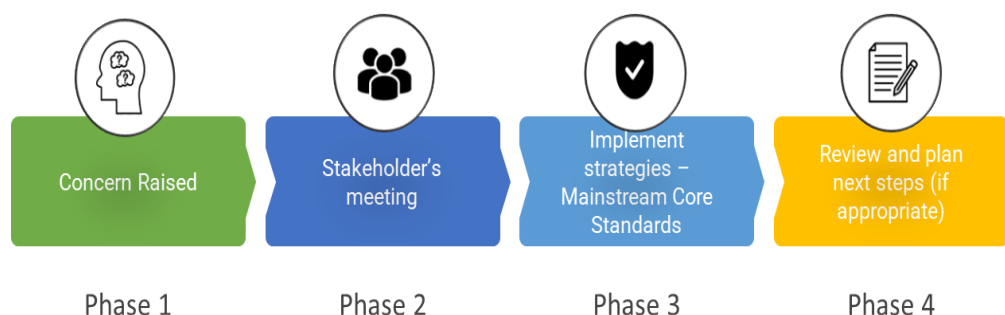 Concern Raised
Stakeholder's
meeting
Implement
strategies –
Mainstream Core
Standards
Review and plan
next steps (if
appropriate)
Phase 1
Phase 2
Phase 3
Phase 4